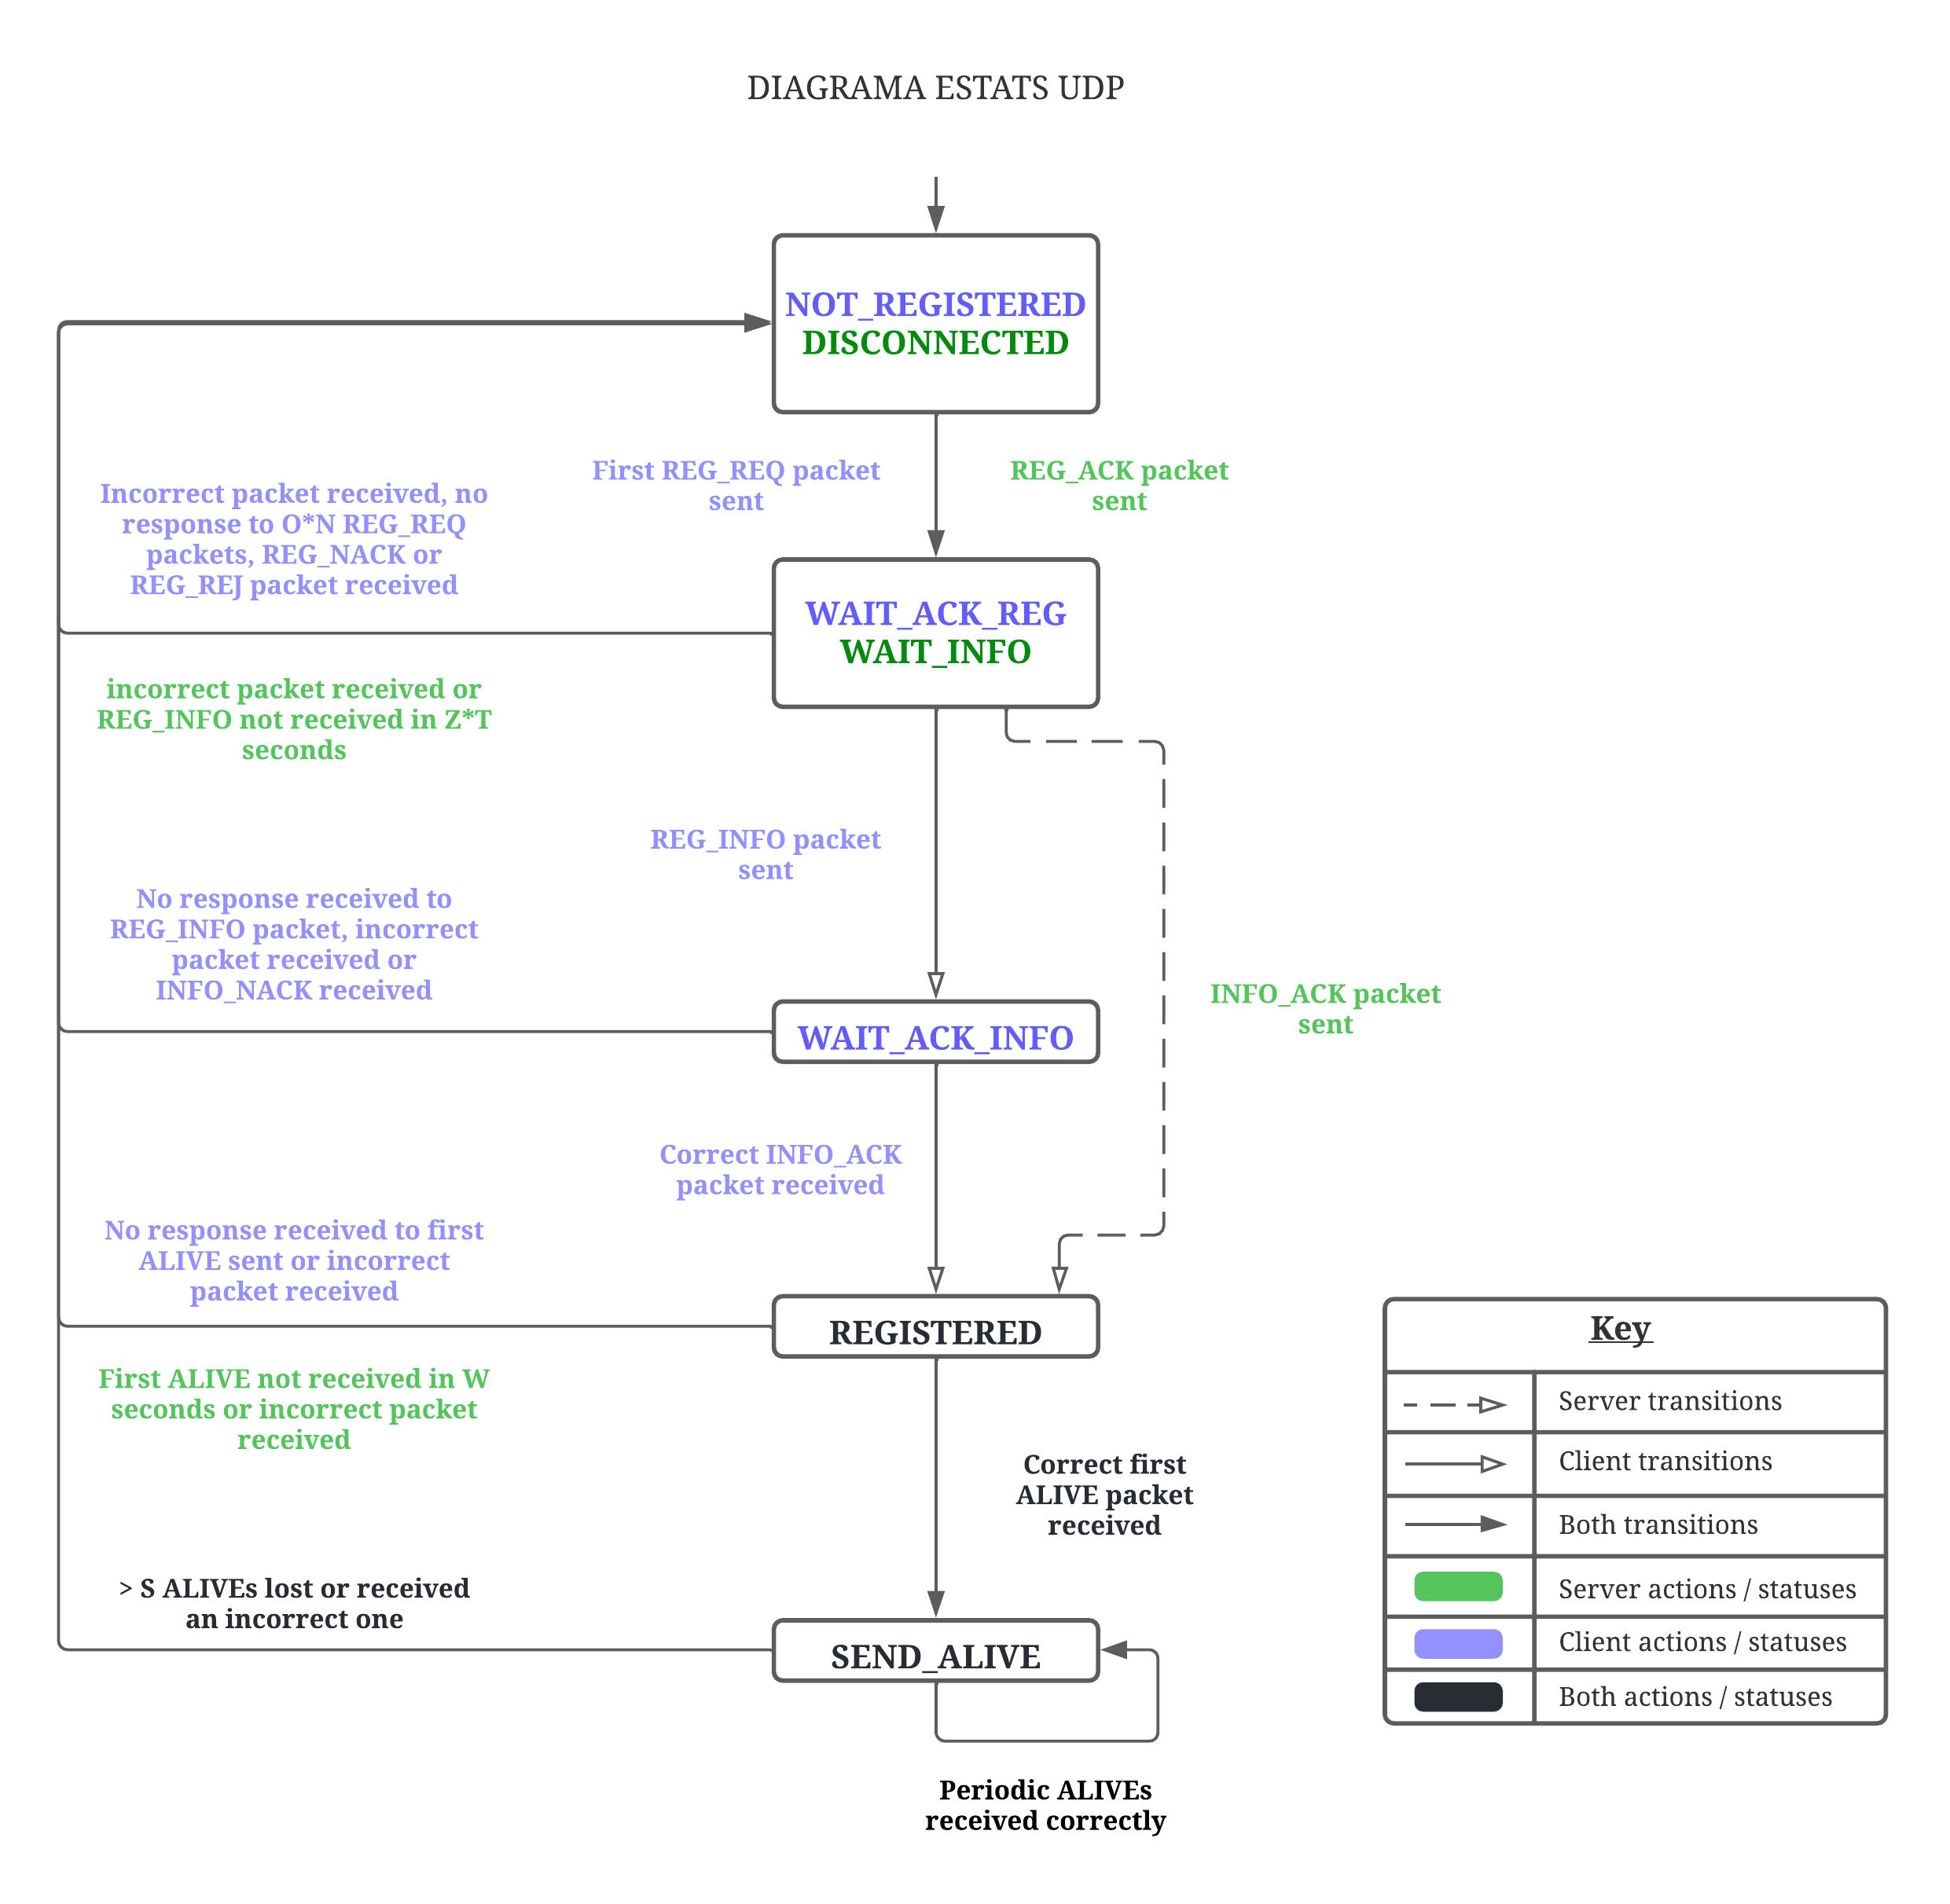 DIAGRAMA ESTATS UDP
NOT_REGISTERED
DISCONNECTED
First REG_REQ packet
sent
REG_ACK packet
sent
Incorrect packet received, no
response to O*N REG_REQ
packets, REG_NACK or
REG_REJ packet received
WAIT_ACK_REG
WAIT_INFO
incorrect packet received or
REG_INFO not received in Z*T
seconds
REG_INFO packet
sent
No response received to
REG_INFO packet, incorrect
packet received or
INFO_NACK received
INFO_ACK packet
sent
WAIT_ACK_INFO
Correct INFO_ACK
packet received
No response received to first
ALIVE sent or incorrect
packet received
REGISTERED
First ALIVE not received in W
seconds or incorrect packet
received
Correct first
ALIVE packet
received
> S ALIVEs lost or received
an incorrect one
SEND_ALIVE
Periodic ALIVEs
received correctly
Key
Server transitions
Client transitions
Both transitions
Server actions / statuses
Client actions / statuses
Both actions / statuses